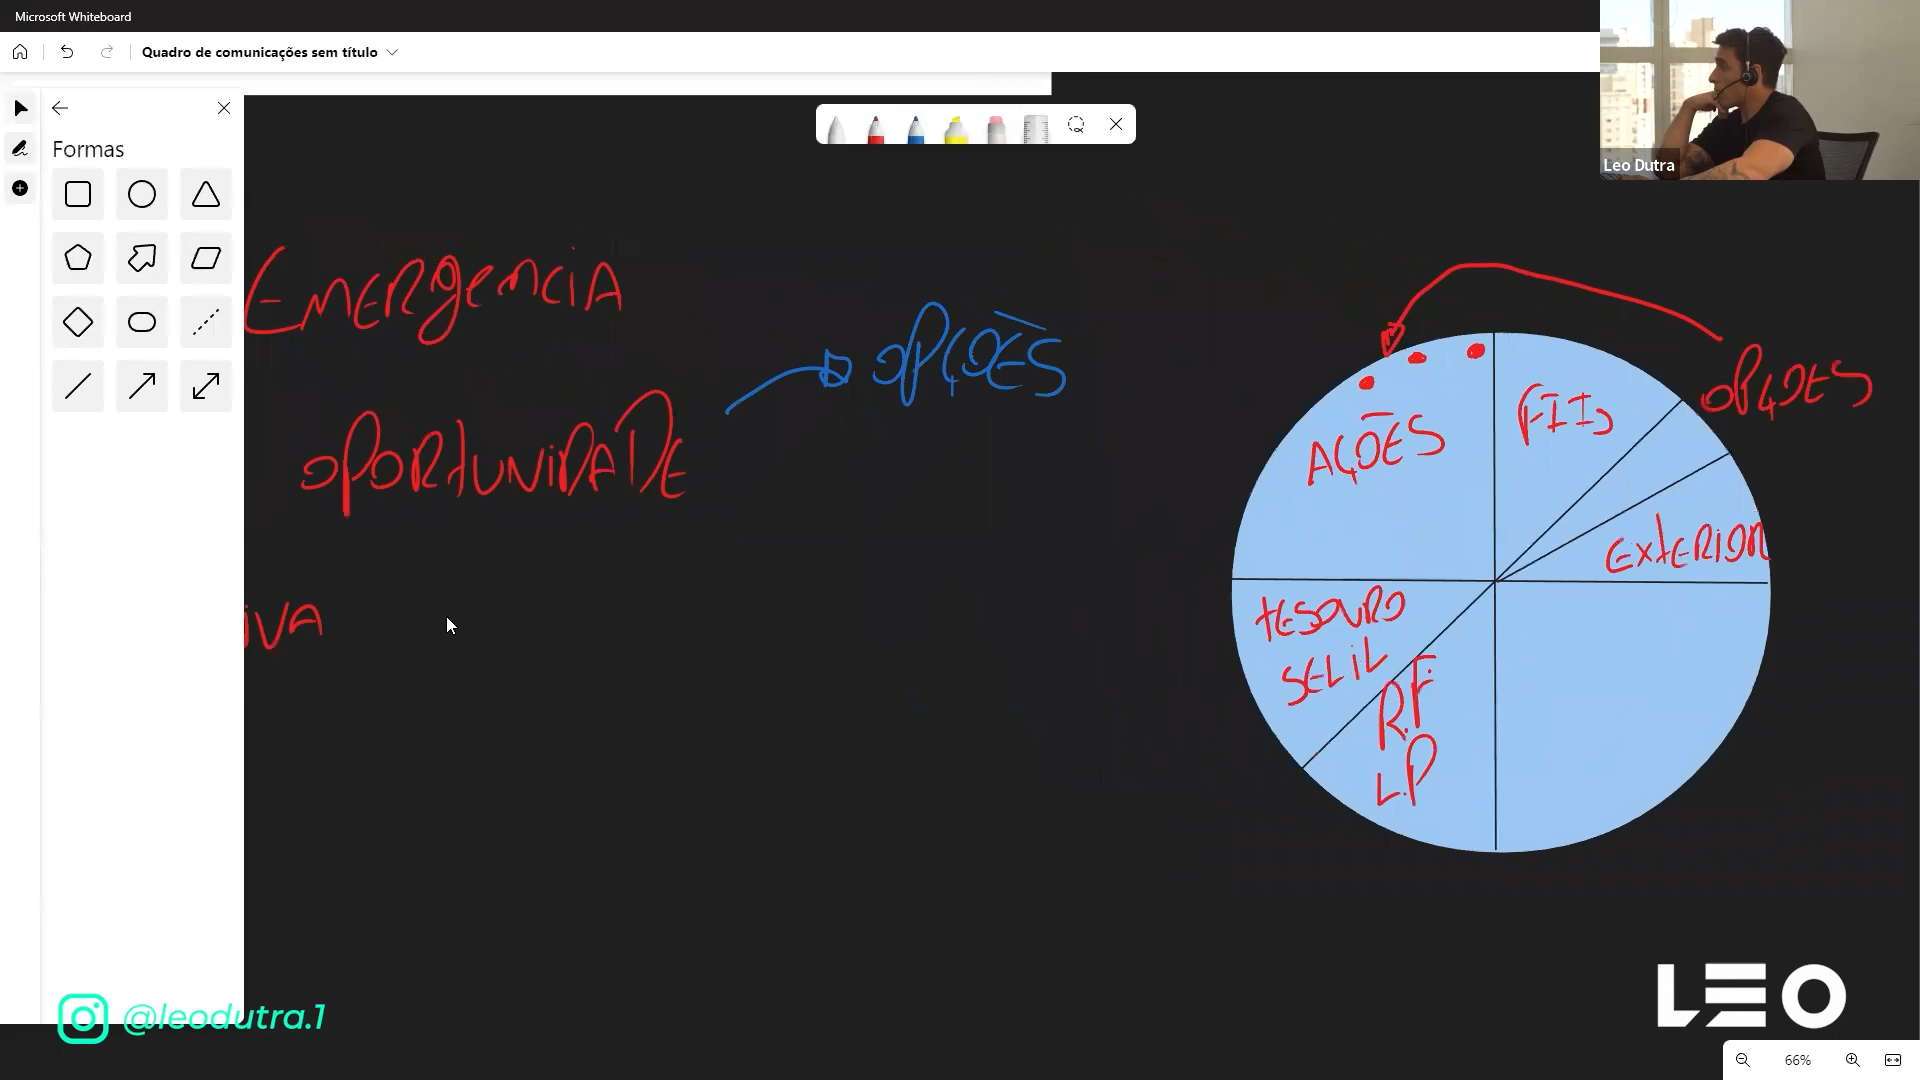 Microsoft Whiteboard
Quadro de comunicações sem título
Leo Dutra
Formas
EMERgENCIA
OPORTUNIDADE
OPÇÕES
IVA
AÇÕES
FIIs
OPÇOES
EXTERIOR
TESOURO
SELIC
R.F
L.P
@leodutra.1
LEO
66%